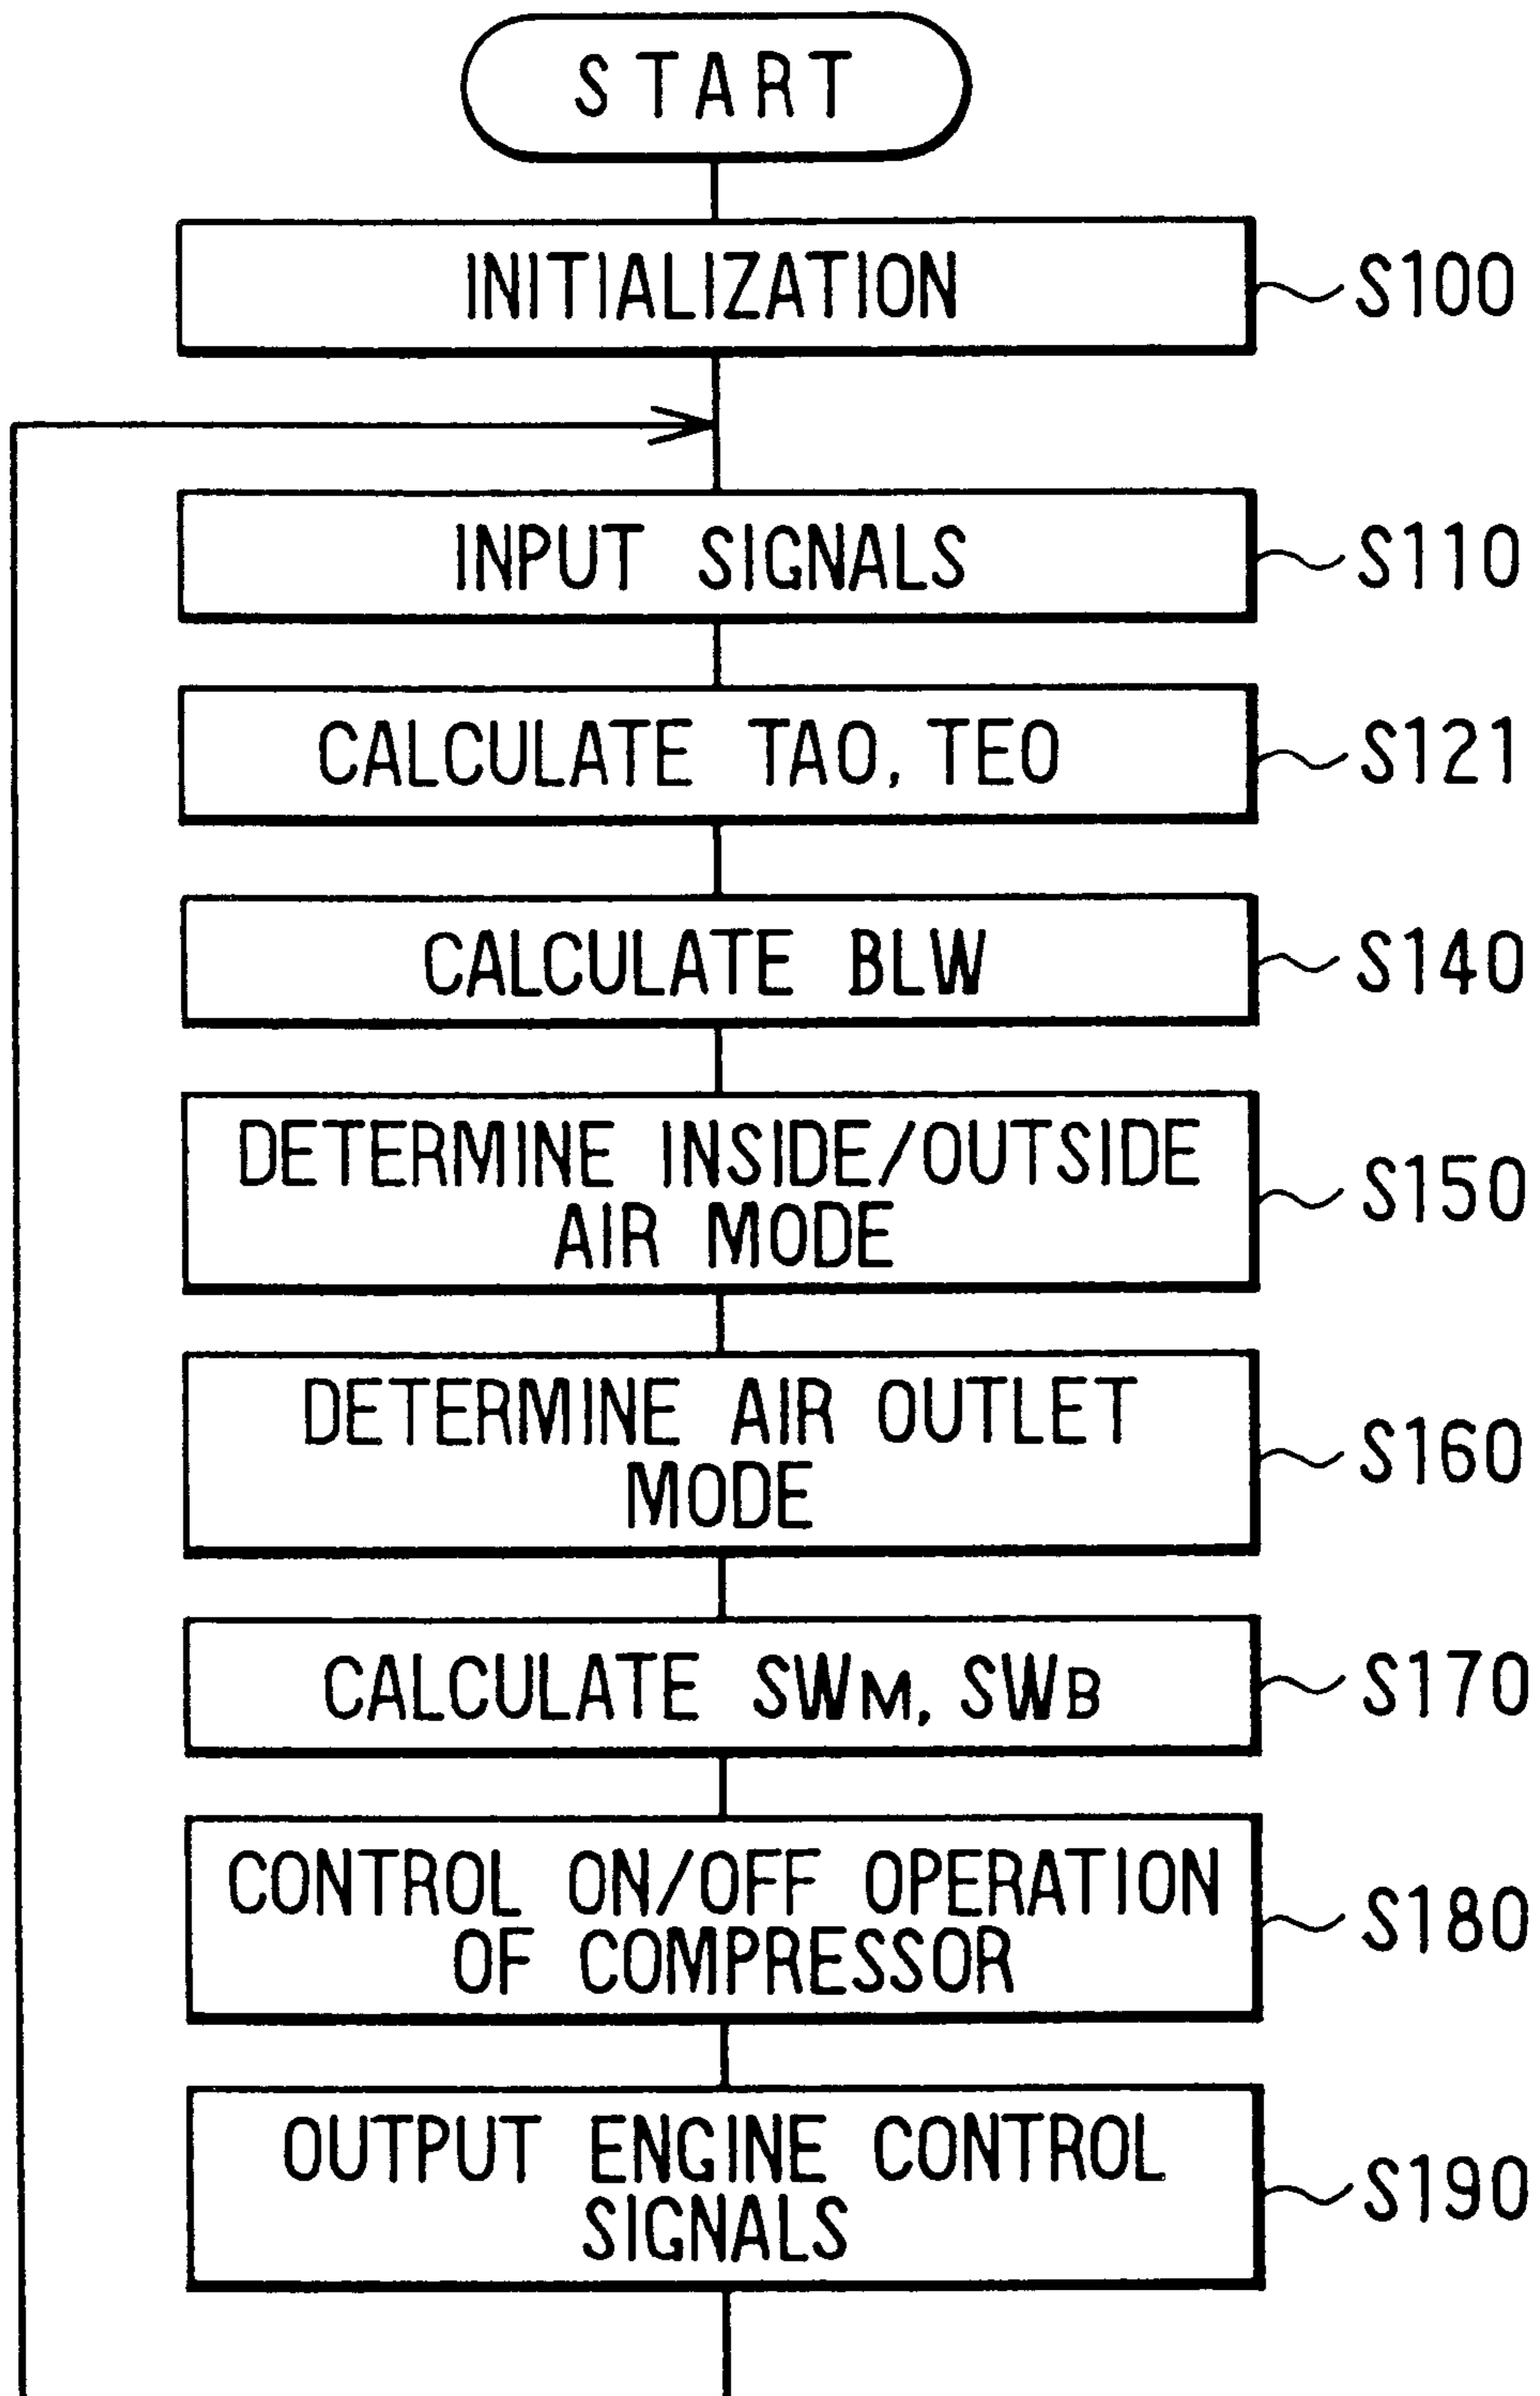 START
INITIALIZATION
S100
INPUT SIGNALS
S110
CALCULATE TAO, TEO
S121
CALCULATE BLW
S140
DETERMINE INSIDE/OUTSIDE
AIR MODE
S150
DETERMINE AIR OUTLET
MODE
S160
CALCULATE SWM, SWB
S170
CONTROL ON/OFF OPERATION
OF COMPRESSOR
S180
OUTPUT ENGINE CONTROL
SIGNALS
S190